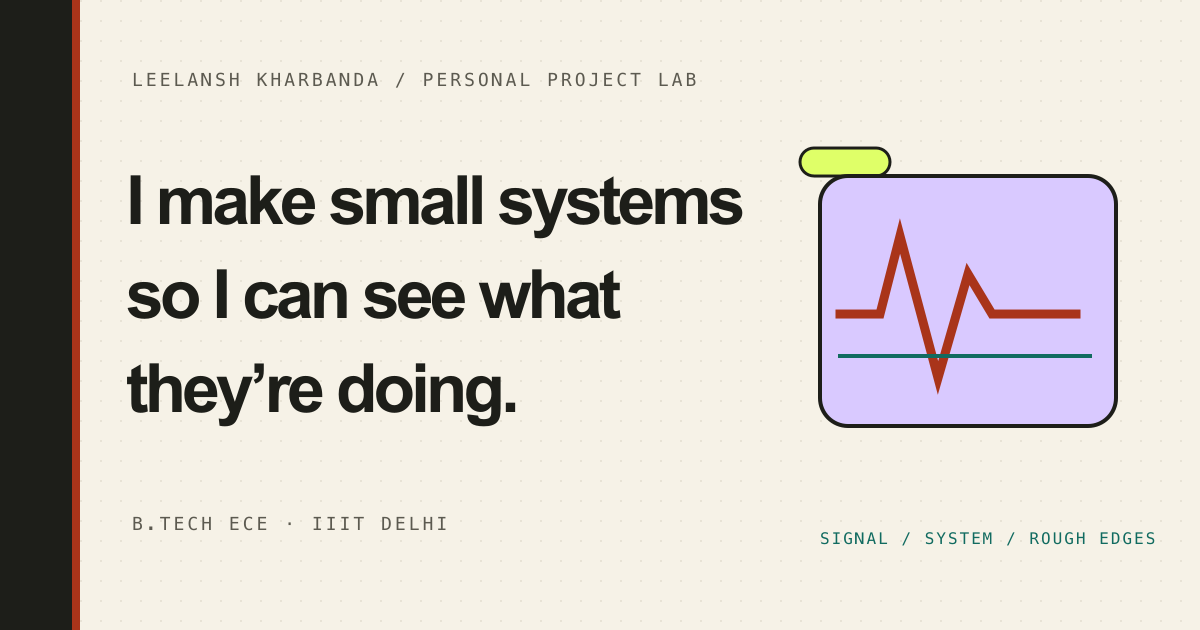 LEELANSH KHARBANDA / PERSONAL PROJECT LAB
I make small systems
so I can see what
they’re doing.
B.TECH ECE · IIIT DELHI
SIGNAL / SYSTEM / ROUGH EDGES